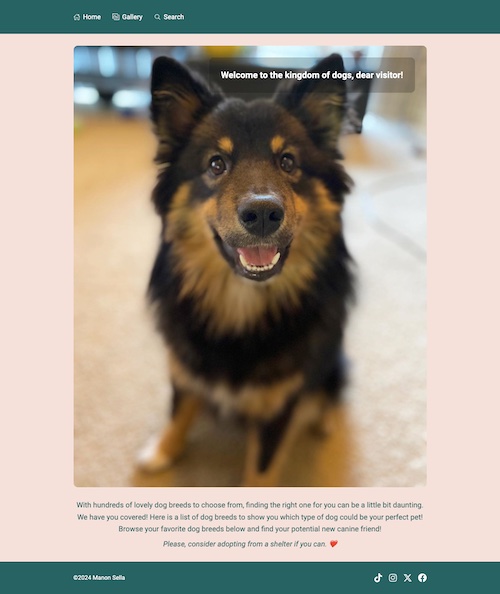 Home Gallery Search
Welcome to the kingdom of dogs, dear visitor!
With hundreds of lovely dog breeds to choose from, finding the right one for you can be a little bit daunting.
We have you covered! Here is a list of dog breeds to show you which type of dog could be your perfect pet!
Browse your favorite dog breeds below and find your potential new canine friend!
Please, consider adopting from a shelter if you can. ❤️
©2024 Manon Sella